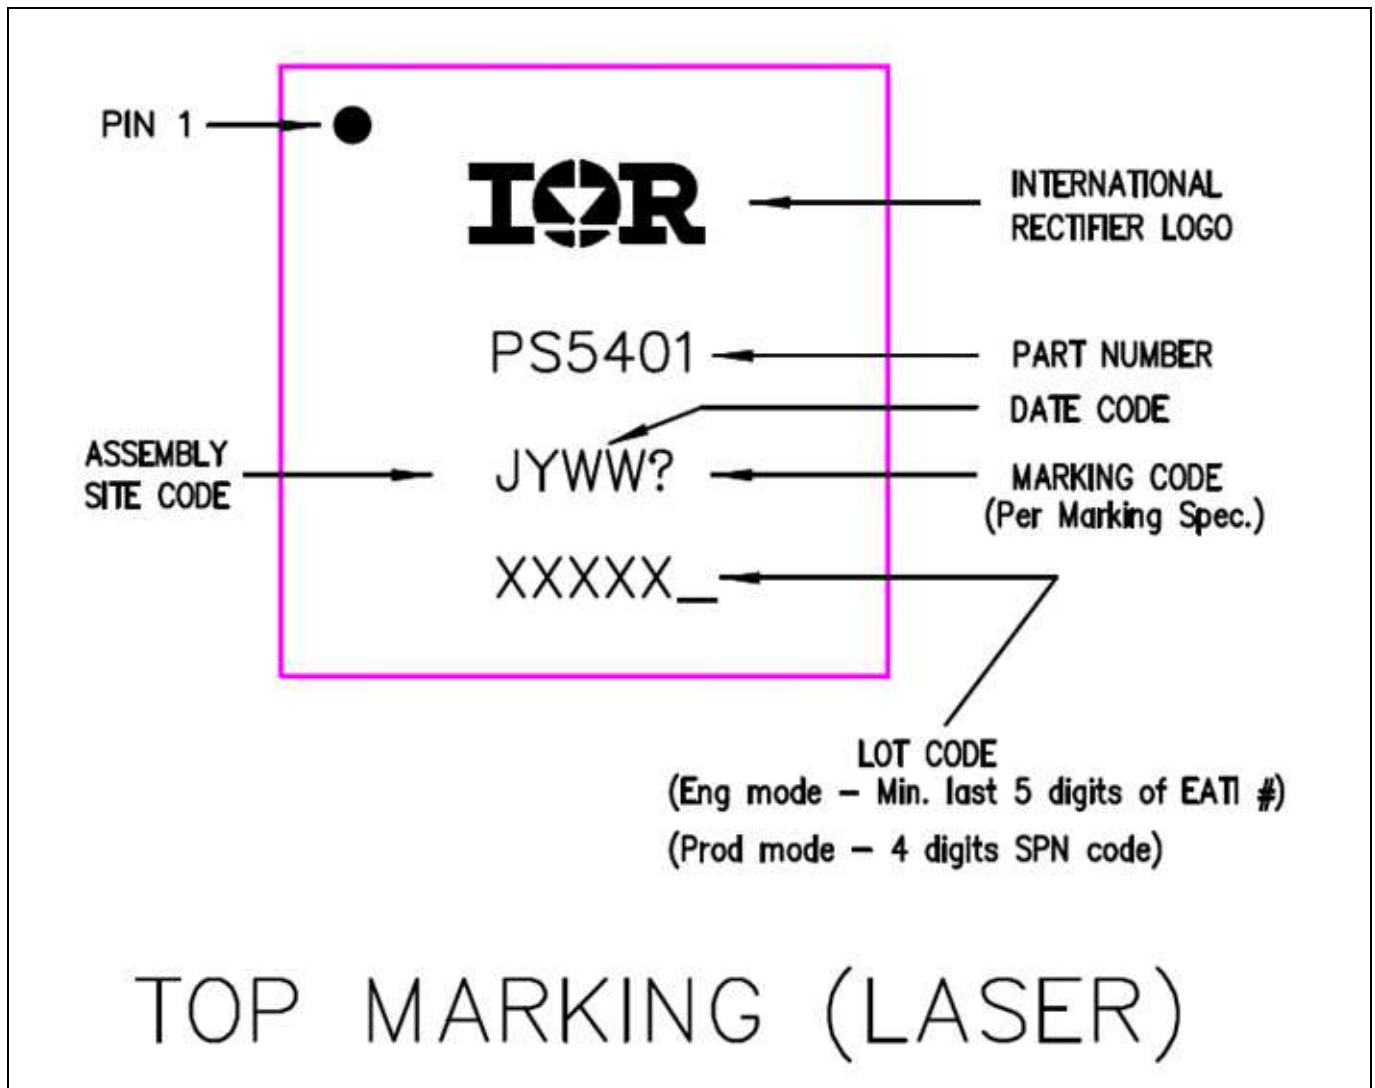 PIN 1
IOR
INTERNATIONAL
RECTIFIER LOGO
PS5401
PART NUMBER
DATE CODE
ASSEMBLY
SITE CODE
JYWW?
MARKING CODE
(Per Marking Spec.)
XXXXX_
LOT CODE
(Eng mode – Min. last 5 digits of EATI #)
(Prod mode – 4 digits SPN code)
TOP MARKING (LASER)